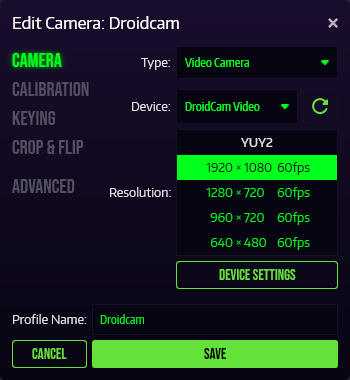 Edit Camera: Droidcam ×
CAMERA
CALIBRATION
KEYING
CROP & FLIP
ADVANCED
Type: Video Camera
Device: DroidCam Video
Resolution:
YUY2
1920 × 1080 60fps
1280 × 720 60fps
960 × 720 60fps
640 × 480 60fps
DEVICE SETTINGS
Profile Name: Droidcam
CANCEL SAVE